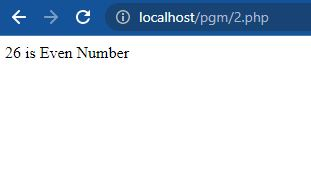 localhost/pgm/2.php
26 is Even Number